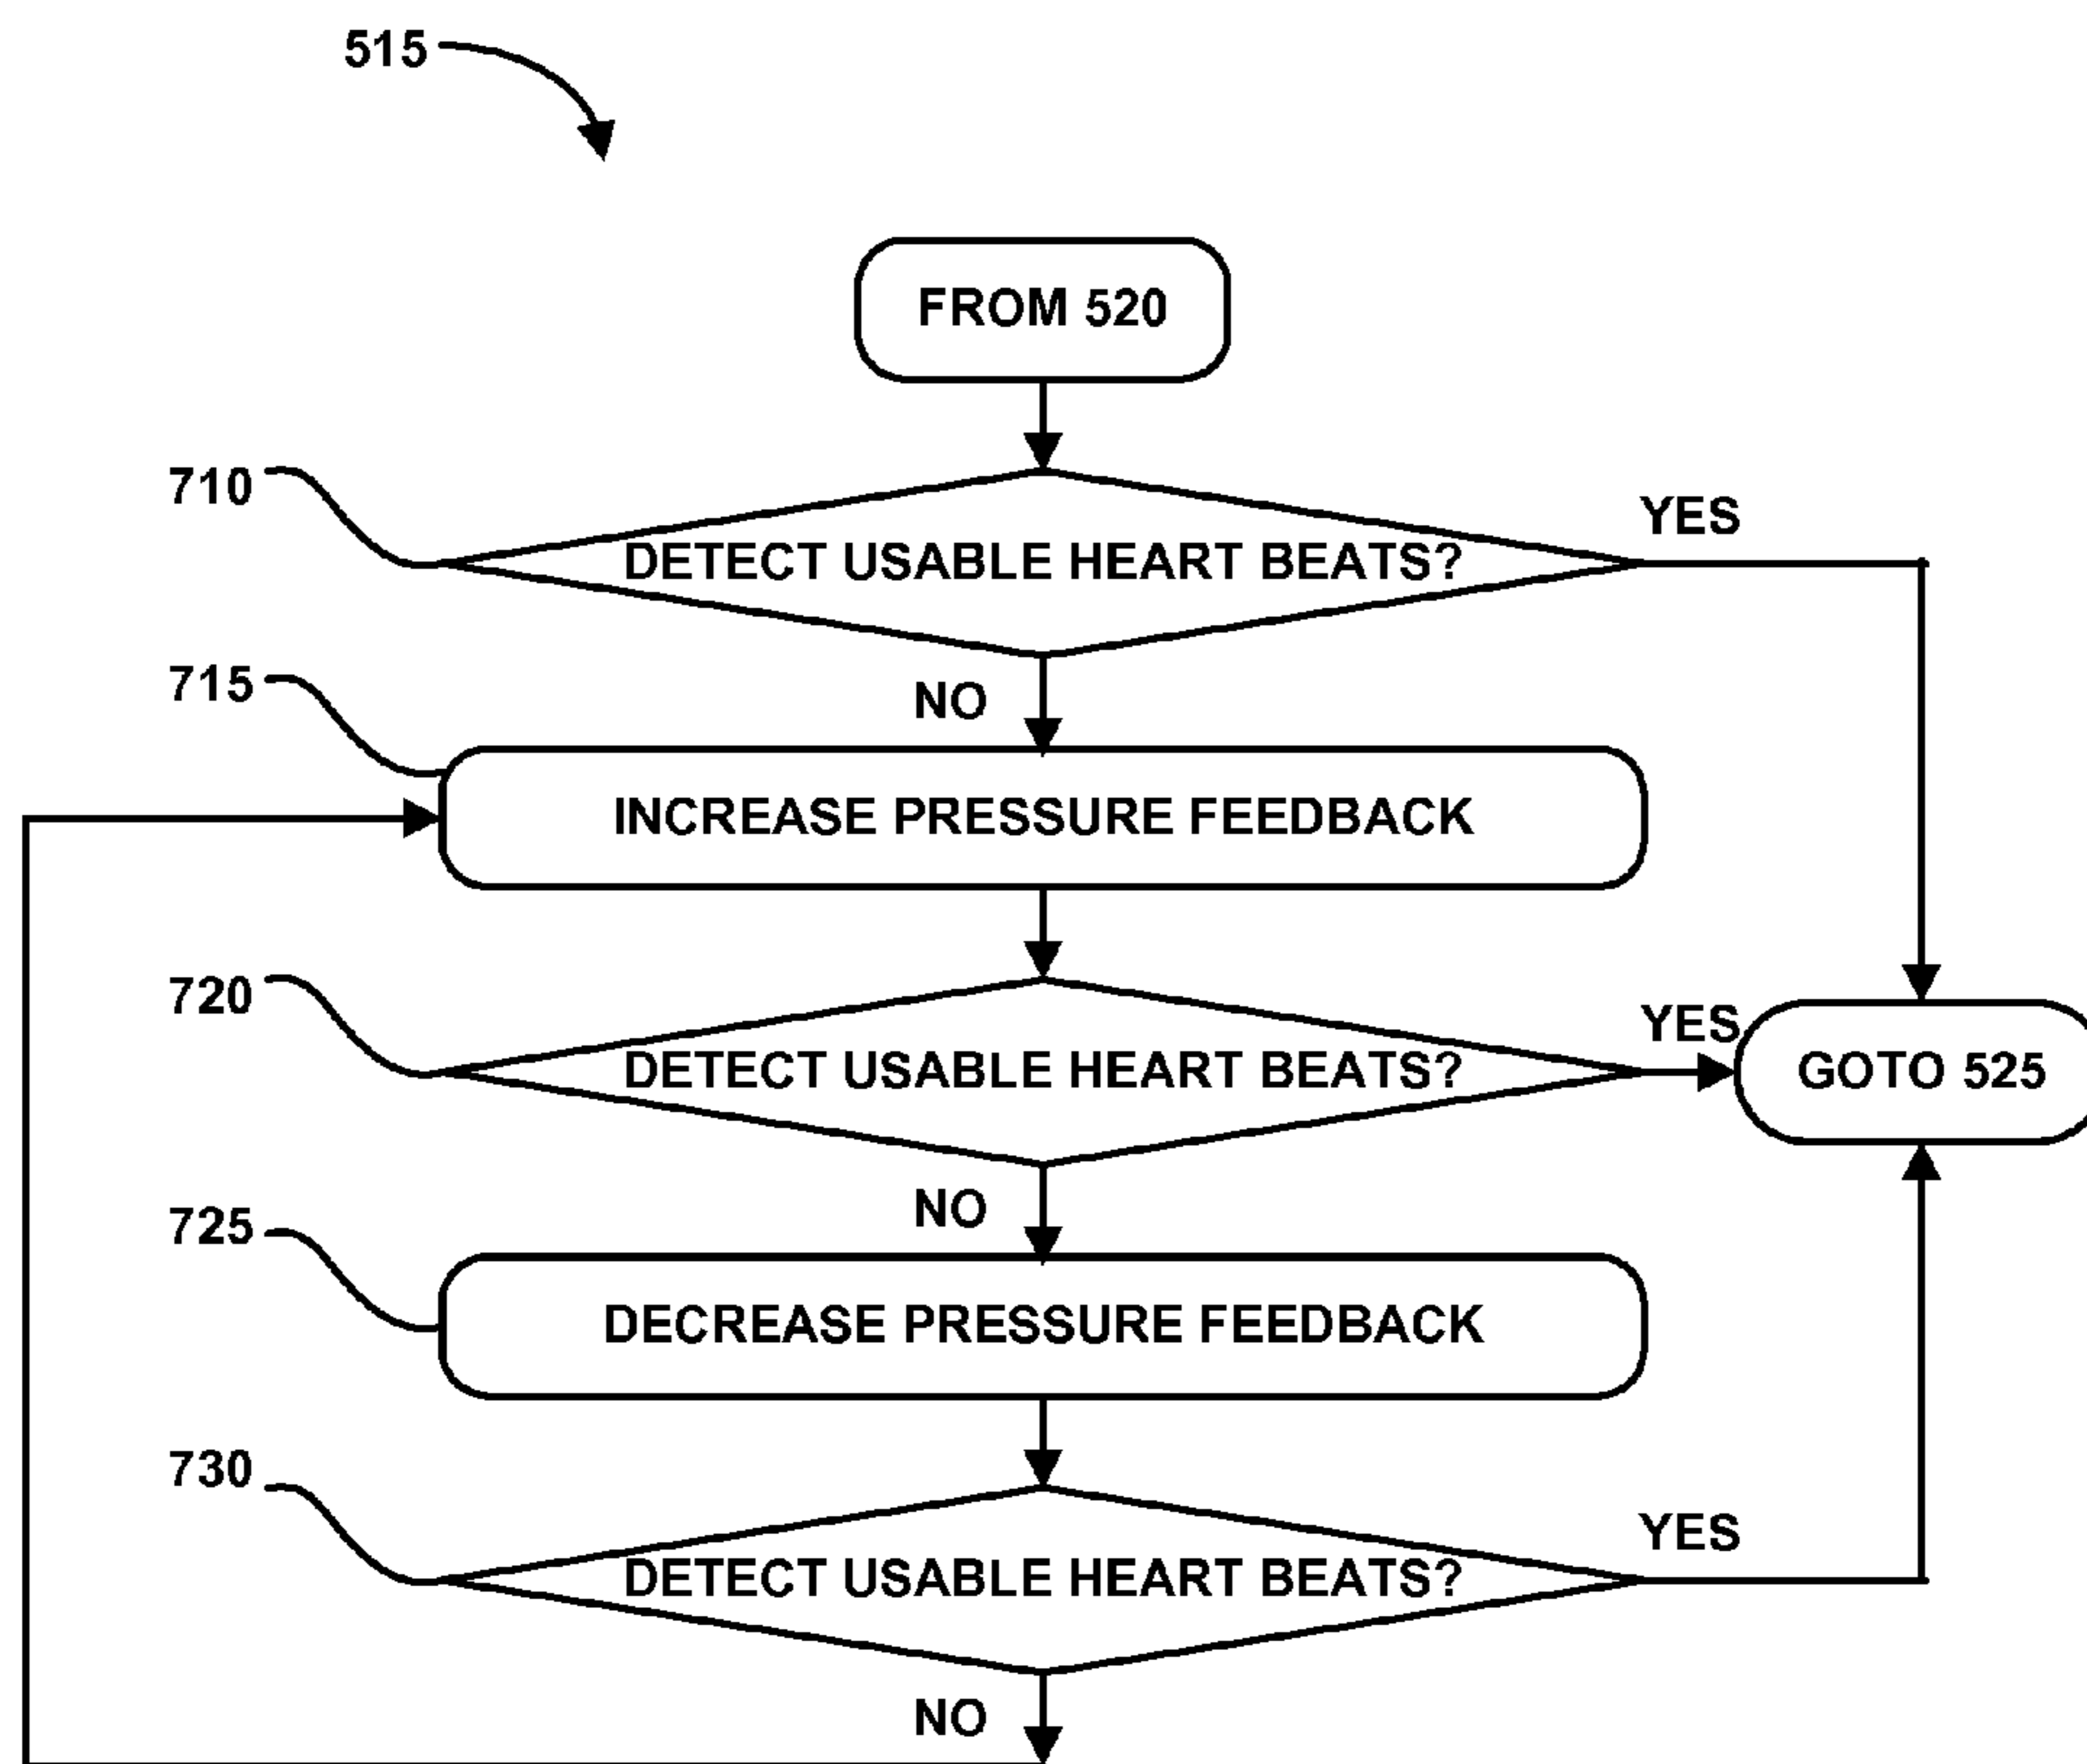 515
FROM 520
710
DETECT USABLE HEART BEATS?
YES
NO
715
INCREASE PRESSURE FEEDBACK
720
DETECT USABLE HEART BEATS?
YES
GOTO 525
NO
725
DECREASE PRESSURE FEEDBACK
730
DETECT USABLE HEART BEATS?
YES
NO